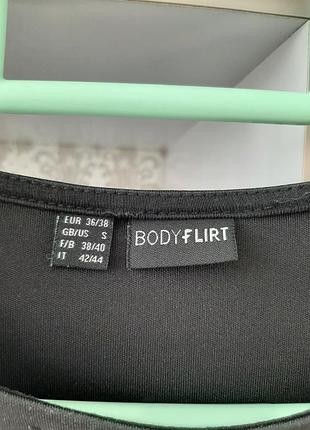 EUR 36/38
GB/US S
F/B 38/40
IT 42/44
BODYFLIRT